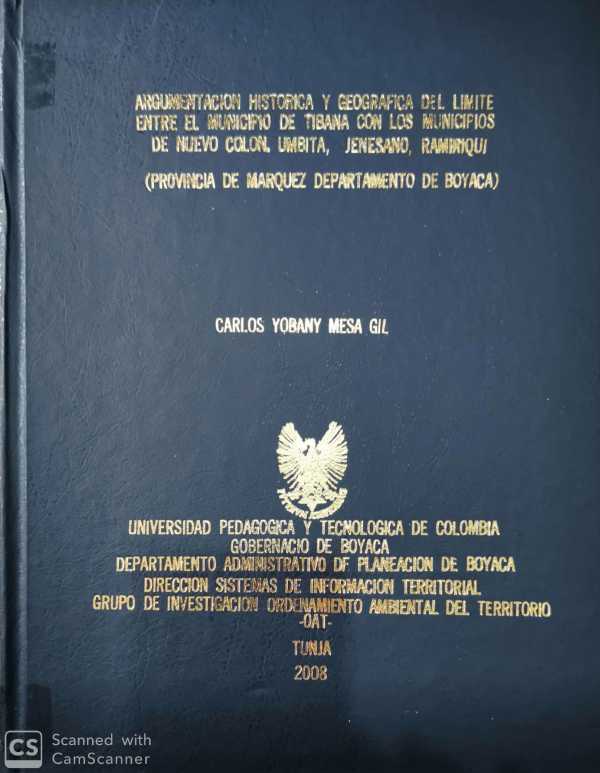 ARGUMENTACION HISTORICA Y GEOGRAFICA DEL LIMITE
ENTRE EL MUNICIPIO DE TIBANA CON LOS MUNICIPIOS
DE NUEVO COLON, UMBITA, JENESANO, RAMIRIQUI
(PROVINCIA DE MARQUEZ DEPARTAMENTO DE BOYACA)
CARLOS YOBANY MESA GIL
UNIVERSIDAD PEDAGOGICA Y TECNOLOGICA DE COLOMBIA
GOBERNACIO DE BOYACA
DEPARTAMENTO ADMINISTRATIVO DF PLANEACION DE BOYACA
DIRECCION SISTEMAS DE INFORMACION TERRITORIAL
GRUPO DE INVESTIGACION ORDENAMIENTO AMBIENTAL DEL TERRITORIO
-OAT-
TUNJA
2008
CS Scanned with
CamScanner